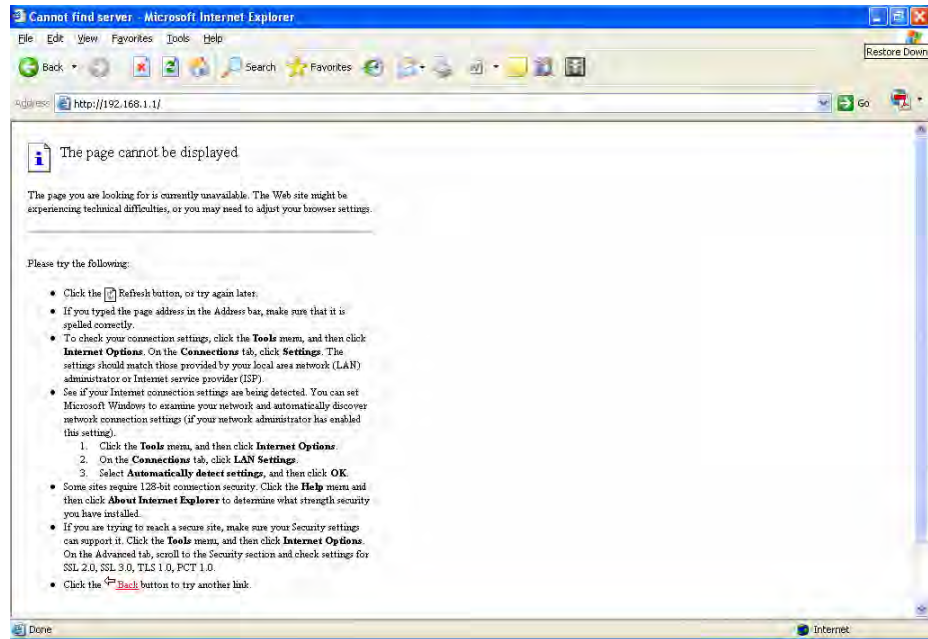 Cannot find server - Microsoft Internet Explorer
File Edit View Favorites Tools Help
Restore Down
Back Search Favorites
Address http://192.168.1.1/ Go
The page cannot be displayed
The page you are looking for is currently unavailable. The Web site might be
experiencing technical difficulties, or you may need to adjust your browser settings.
Please try the following:
Click the Refresh button, or try again later.
If you typed the page address in the Address bar, make sure that it is
spelled correctly.
To check your connection settings, click the Tools menu, and then click
Internet Options. On the Connections tab, click Settings. The
settings should match those provided by your local area network (LAN)
administrator or Internet service provider (ISP).
See if your Internet connection settings are being detected. You can set
Microsoft Windows to examine your network and automatically discover
network connection settings (if your network administrator has enabled
this setting).
1. Click the Tools menu, and then click Internet Options.
2. On the Connections tab, click LAN Settings.
3. Select Automatically detect settings, and then click OK.
Some sites require 128-bit connection security. Click the Help menu and
then click About Internet Explorer to determine what strength security
you have installed.
If you are trying to reach a secure site, make sure your Security settings
can support it. Click the Tools menu, and then click Internet Options.
On the Advanced tab, scroll to the Security section and check settings for
SSL 2.0, SSL 3.0, TLS 1.0, PCT 1.0.
Click the Back button to try another link.
Done Internet